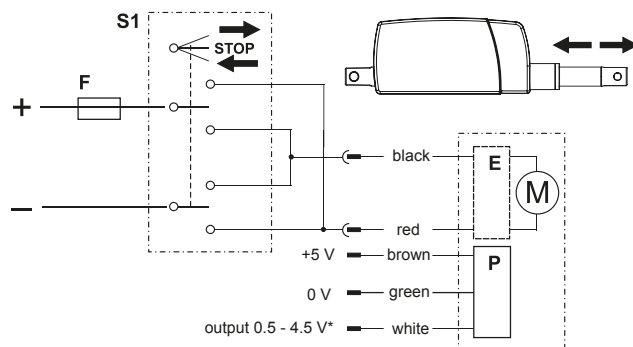 S1
STOP
F
+
–
black
E
M
red
+5 V
brown
P
0 V
green
output 0.5 - 4.5 V*
white